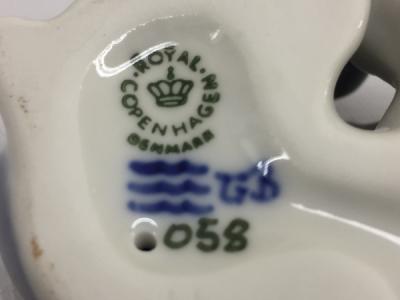 ROYAL
COPENHAGEN
DENMARK
058